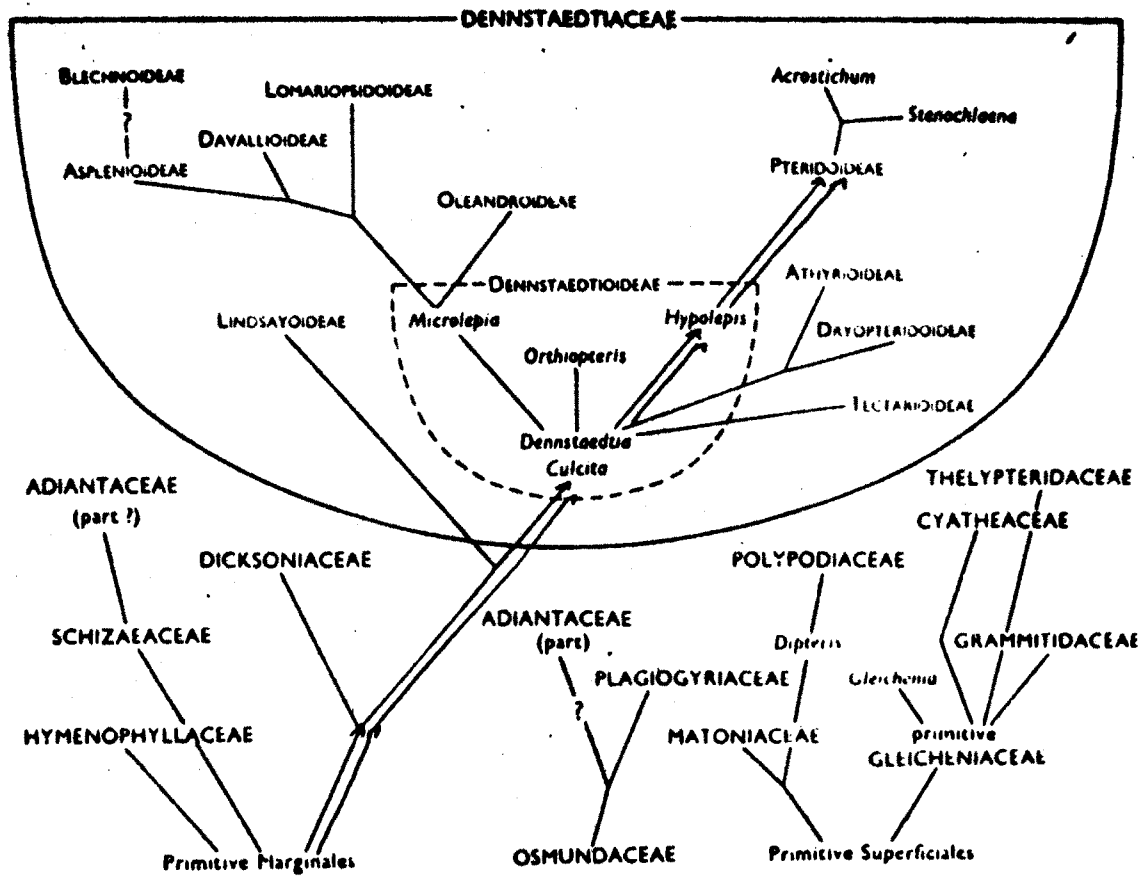 DENNSTAEDTIACEAE
BLECHNOIDEAE
Acrostichum
LOMARIOPSIDOIDEAE
Stenochlaena
?
DAVALLIOIDEAE
ASPLENIOIDEAE
PTERIDOIDEAE
OLEANDROIDEAE
ATHYRIOIDEAE
DENNSTAEDTIOIDEAE
LINDSAYOIDEAE
Microlepia
Hypolepis
DRYOPTERIDOIDEAE
Orthiopteris
TECTARIOIDEAE
Dennstaedtia
Culcita
THELYPTERIDACEAE
ADIANTACEAE
(part ?)
CYATHEACEAE
DICKSONIACEAE
POLYPODIACEAE
ADIANTACEAE
(part)
SCHIZAEACEAE
Dipteris
GRAMMITIDACEAE
PLAGIOGYRIACEAE
Gleichenia
?
HYMENOPHYLLACEAE
MATONIACEAE
primitive
GLEICHENIACEAE
Primitive Marginales
OSMUNDACEAE
Primitive Superficiales